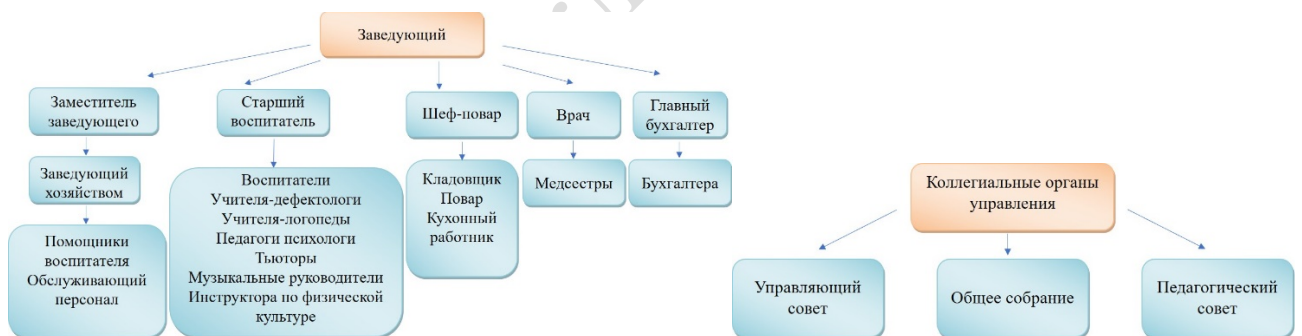 Заведующий
Заместитель
заведующего
Старший
воспитатель
Шеф-повар
Врач
Главный
бухгалтер
Заведующий
хозяйством
Воспитатели
Учителя-дефектологи
Учителя-логопеды
Педагоги психологи
Тьюторы
Музыкальные руководители
Инструктора по физической
культуре
Кладовщик
Повар
Кухонный
работник
Медсестры
Бухгалтера
Помощники
воспитателя
Обслуживающий
персонал
Коллегиальные органы
управления
Управляющий
совет
Общее собрание
Педагогический
совет